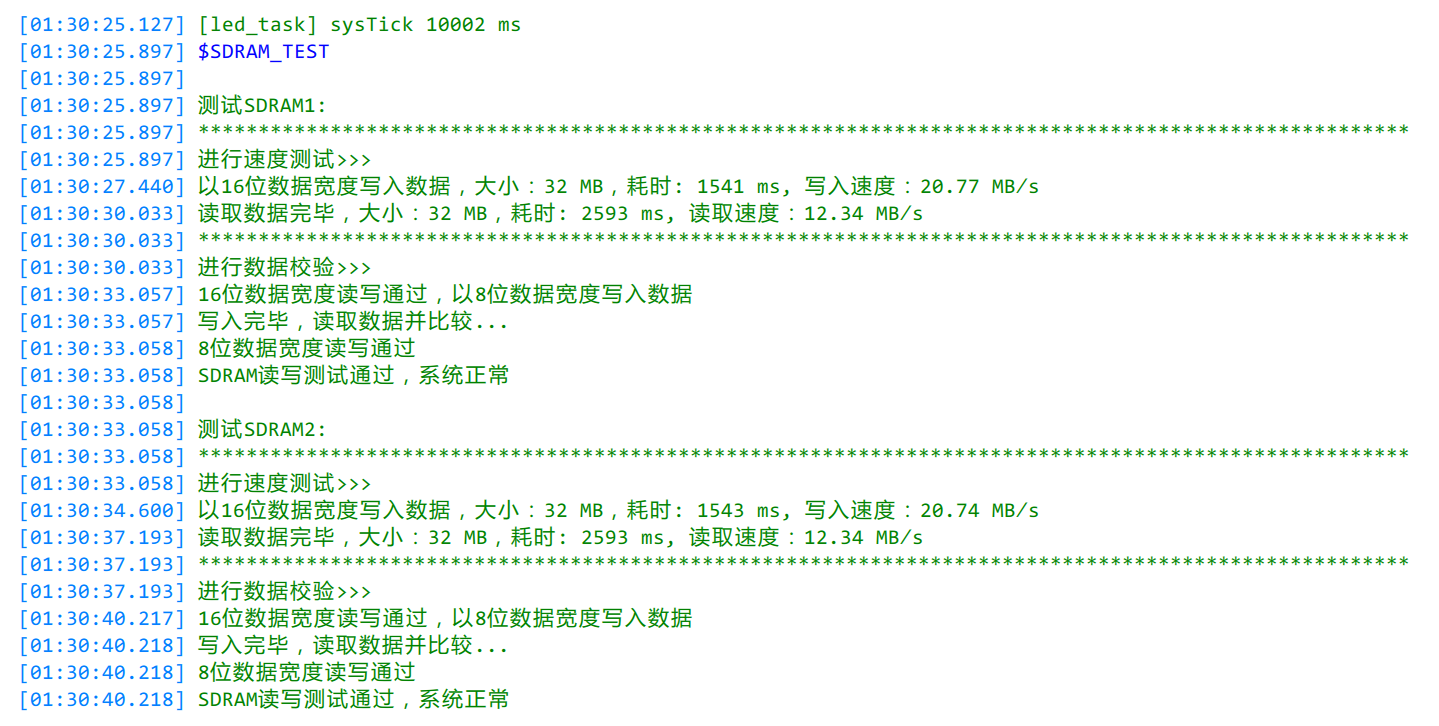 [01:30:25.127] [led_task] sysTick 10002 ms
[01:30:25.897] $SDRAM_TEST
[01:30:25.897]
[01:30:25.897] 测试SDRAM1:
[01:30:25.897] *****************************************************************************************************
[01:30:25.897] 进行速度测试>>>
[01:30:27.440] 以16位数据宽度写入数据，大小：32 MB，耗时: 1541 ms, 写入速度：20.77 MB/s
[01:30:30.033] 读取数据完毕，大小：32 MB，耗时: 2593 ms, 读取速度：12.34 MB/s
[01:30:30.033] *****************************************************************************************************
[01:30:30.033] 进行数据校验>>>
[01:30:33.057] 16位数据宽度读写通过，以8位数据宽度写入数据
[01:30:33.057] 写入完毕，读取数据并比较...
[01:30:33.058] 8位数据宽度读写通过
[01:30:33.058] SDRAM读写测试通过，系统正常
[01:30:33.058]
[01:30:33.058] 测试SDRAM2:
[01:30:33.058] *****************************************************************************************************
[01:30:33.058] 进行速度测试>>>
[01:30:34.600] 以16位数据宽度写入数据，大小：32 MB，耗时: 1543 ms, 写入速度：20.74 MB/s
[01:30:37.193] 读取数据完毕，大小：32 MB，耗时: 2593 ms, 读取速度：12.34 MB/s
[01:30:37.193] *****************************************************************************************************
[01:30:37.193] 进行数据校验>>>
[01:30:40.217] 16位数据宽度读写通过，以8位数据宽度写入数据
[01:30:40.218] 写入完毕，读取数据并比较...
[01:30:40.218] 8位数据宽度读写通过
[01:30:40.218] SDRAM读写测试通过，系统正常